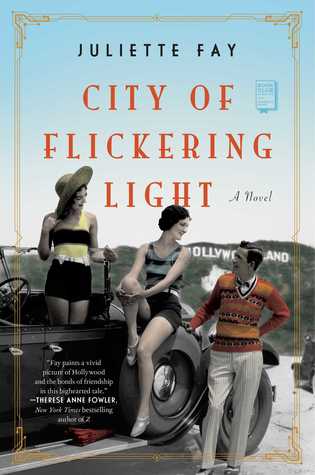 JULIETTE FAY
CITY OF
FLICKERING
LIGHT
A Novel
HOLLYWOODLAND
"Fay paints a vivid
picture of Hollywood
and the bonds of friendship
in this bighearted tale."
—THERESE ANNE FOWLER,
New York Times bestselling
author of Z